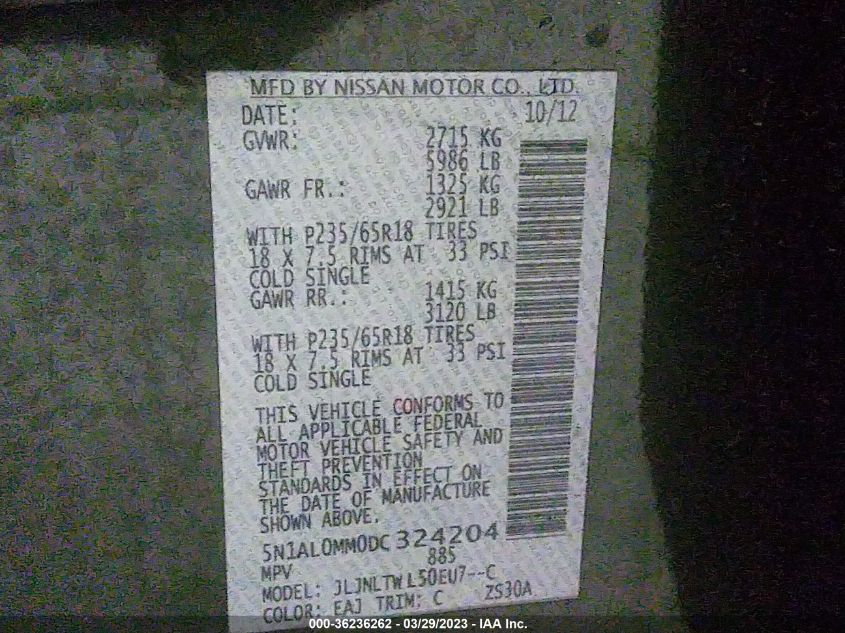 MFD BY NISSAN MOTOR CO., LTD.
DATE: 10/12
GVWR: 2715 KG
5986 LB
GAWR FR.: 1325 KG
2921 LB
WITH P235/65R18 TIRES
18 X 7.5 RIMS AT 33 PSI
COLD SINGLE
GAWR RR.: 1415 KG
3120 LB
WITH P235/65R18 TIRES
18 X 7.5 RIMS AT 33 PSI
COLD SINGLE
THIS VEHICLE CONFORMS TO
ALL APPLICABLE FEDERAL
MOTOR VEHICLE SAFETY AND
THEFT PREVENTION
STANDARDS IN EFFECT ON
THE DATE OF MANUFACTURE
SHOWN ABOVE.
5N1AL0MM0DC324204
MPV 885
MODEL: JLJNLTWL50EU7--C
COLOR: EAJ TRIM: C ZS30A
000-36236262 - 03/29/2023 - IAA Inc.